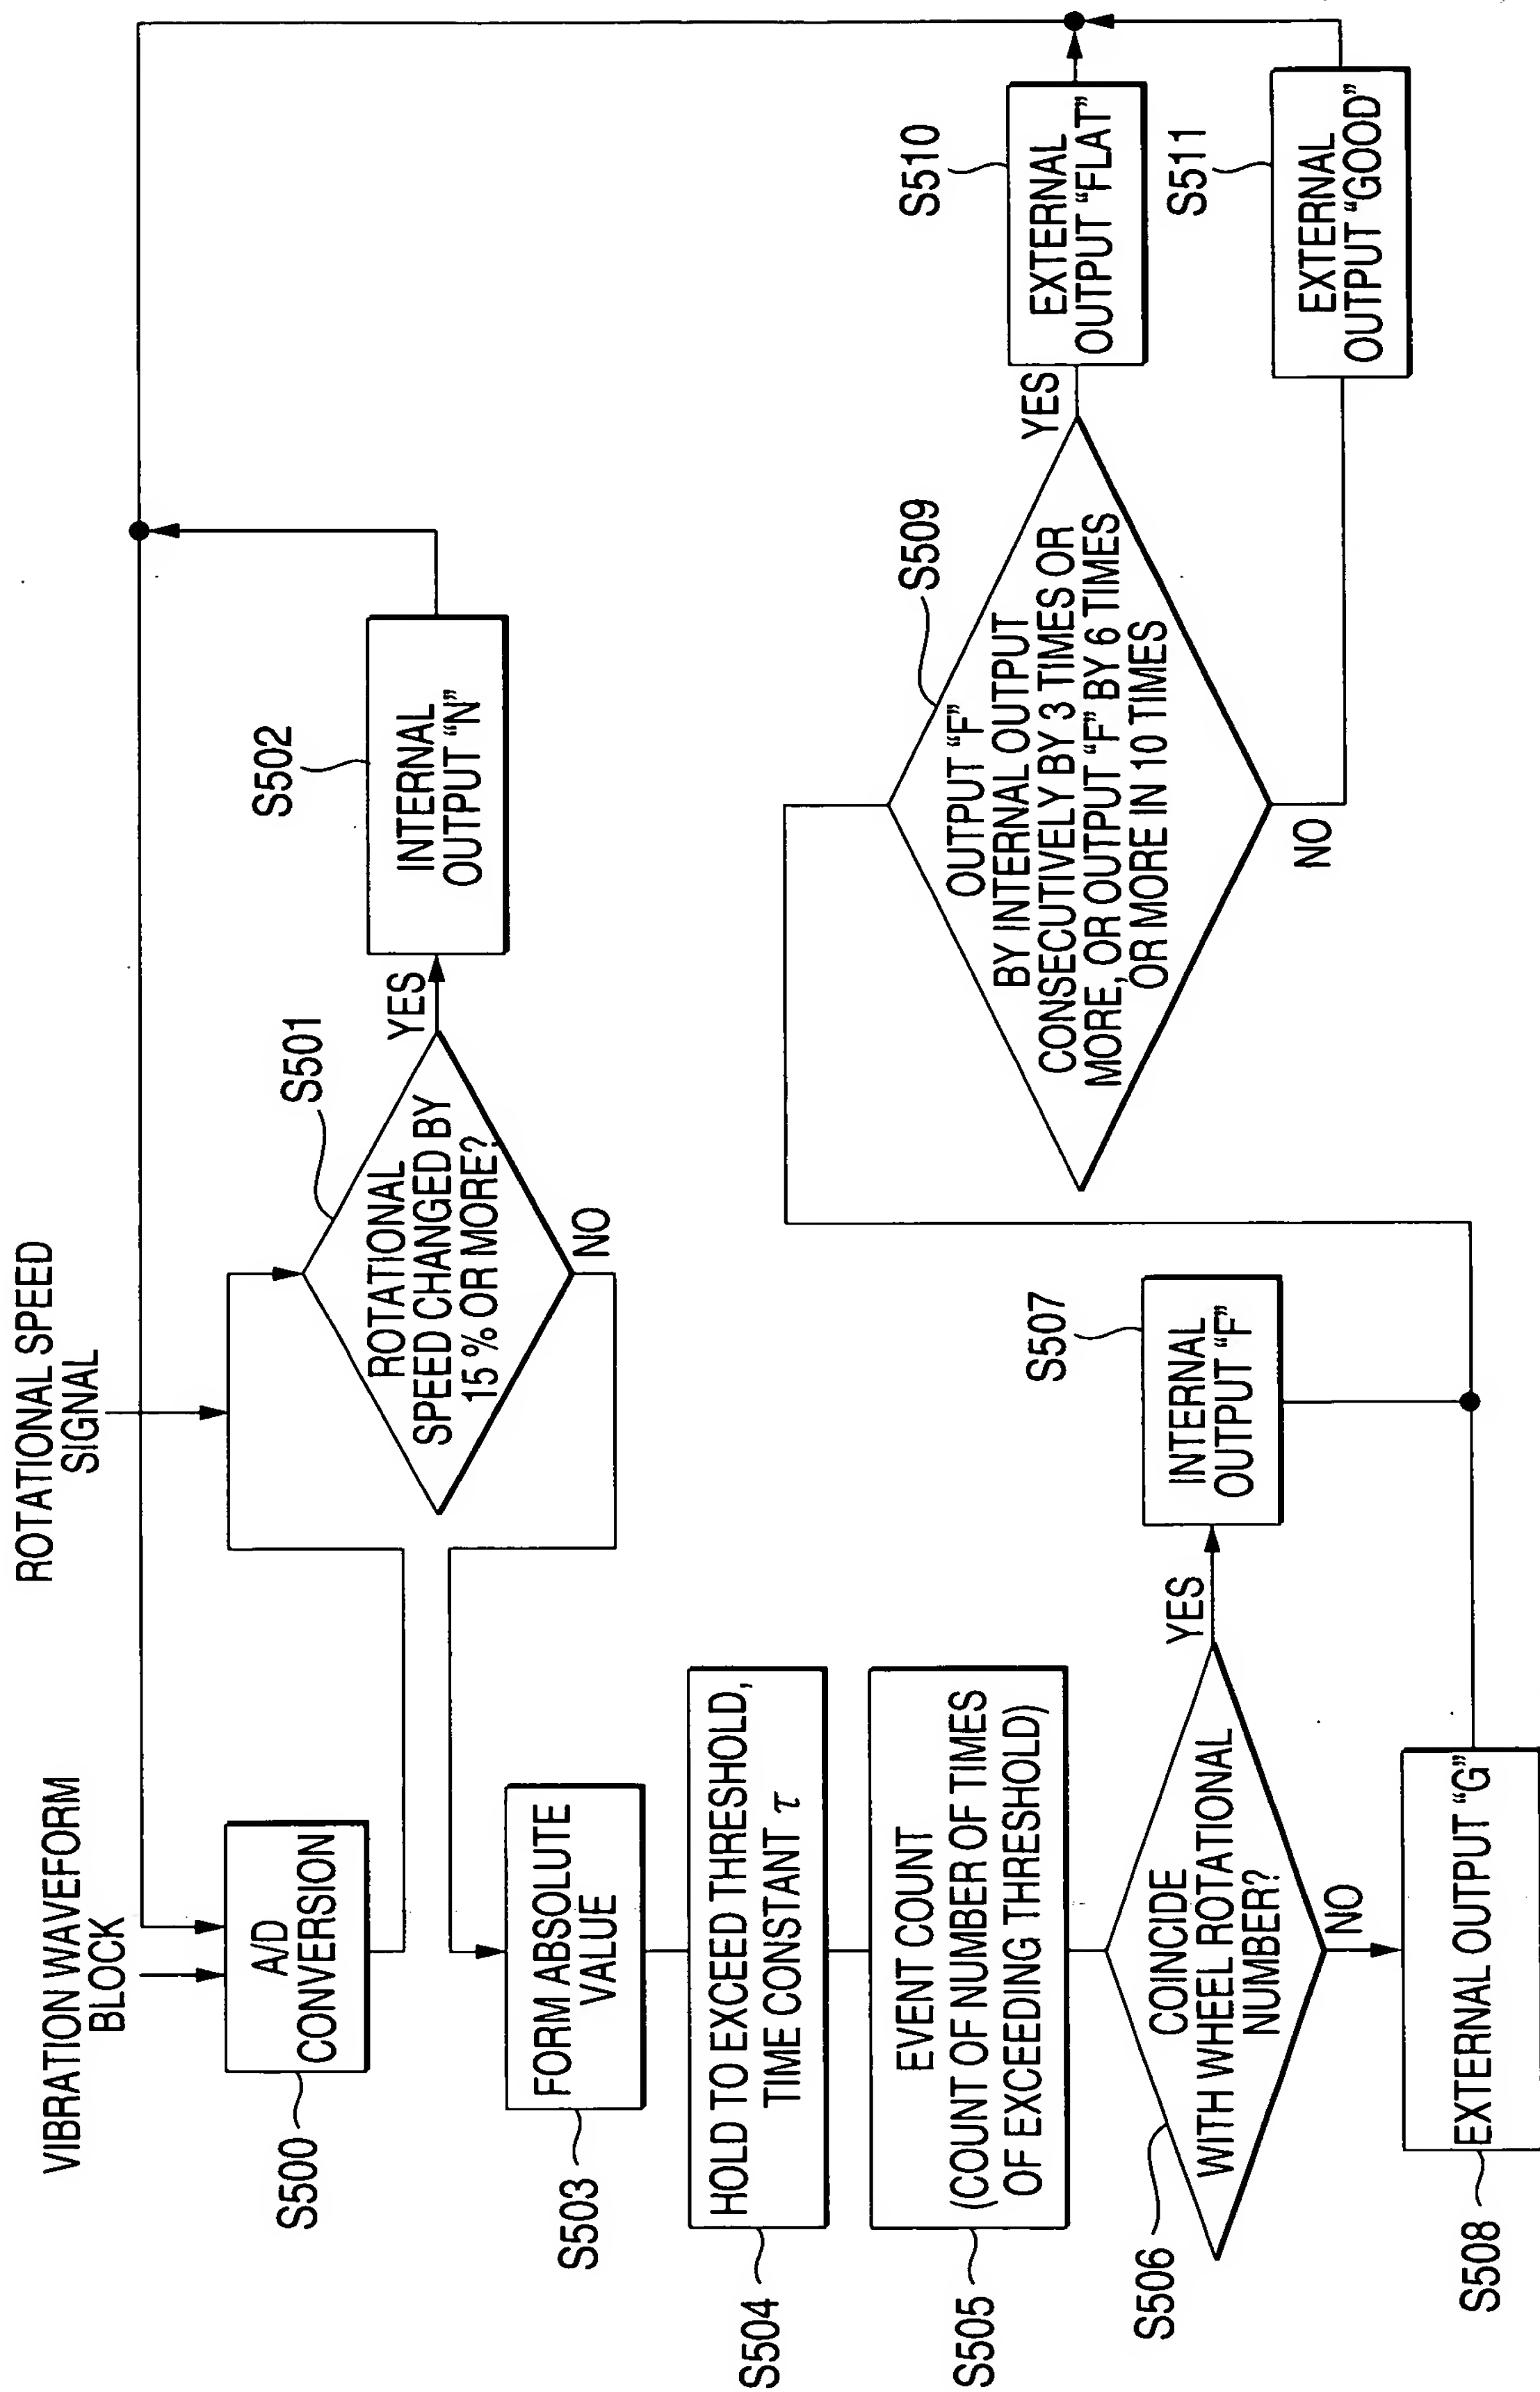 VIBRATION WAVEFORM
BLOCK
ROTATIONAL SPEED
SIGNAL
S500
A/D
CONVERSION
S501
ROTATIONAL
SPEED CHANGED BY
15 % OR MORE?
YES
NO
S502
INTERNAL
OUTPUT “N”
S503
FORM ABSOLUTE
VALUE
S504
HOLD TO EXCEED THRESHOLD,
TIME CONSTANT τ
S505
EVENT COUNT
(COUNT OF NUMBER OF TIMES
OF EXCEEDING THRESHOLD)
S506
COINCIDE
WITH WHEEL ROTATIONAL
NUMBER?
YES
NO
S507
INTERNAL
OUTPUT “F”
S508
EXTERNAL OUTPUT “G”
S509
OUTPUT “F”
BY INTERNAL OUTPUT
CONSECUTIVELY BY 3 TIMES OR
MORE, OR OUTPUT “F” BY 6 TIMES
OR MORE IN 10 TIMES
YES
NO
S510
EXTERNAL
OUTPUT “FLAT”
S511
EXTERNAL
OUTPUT “GOOD”